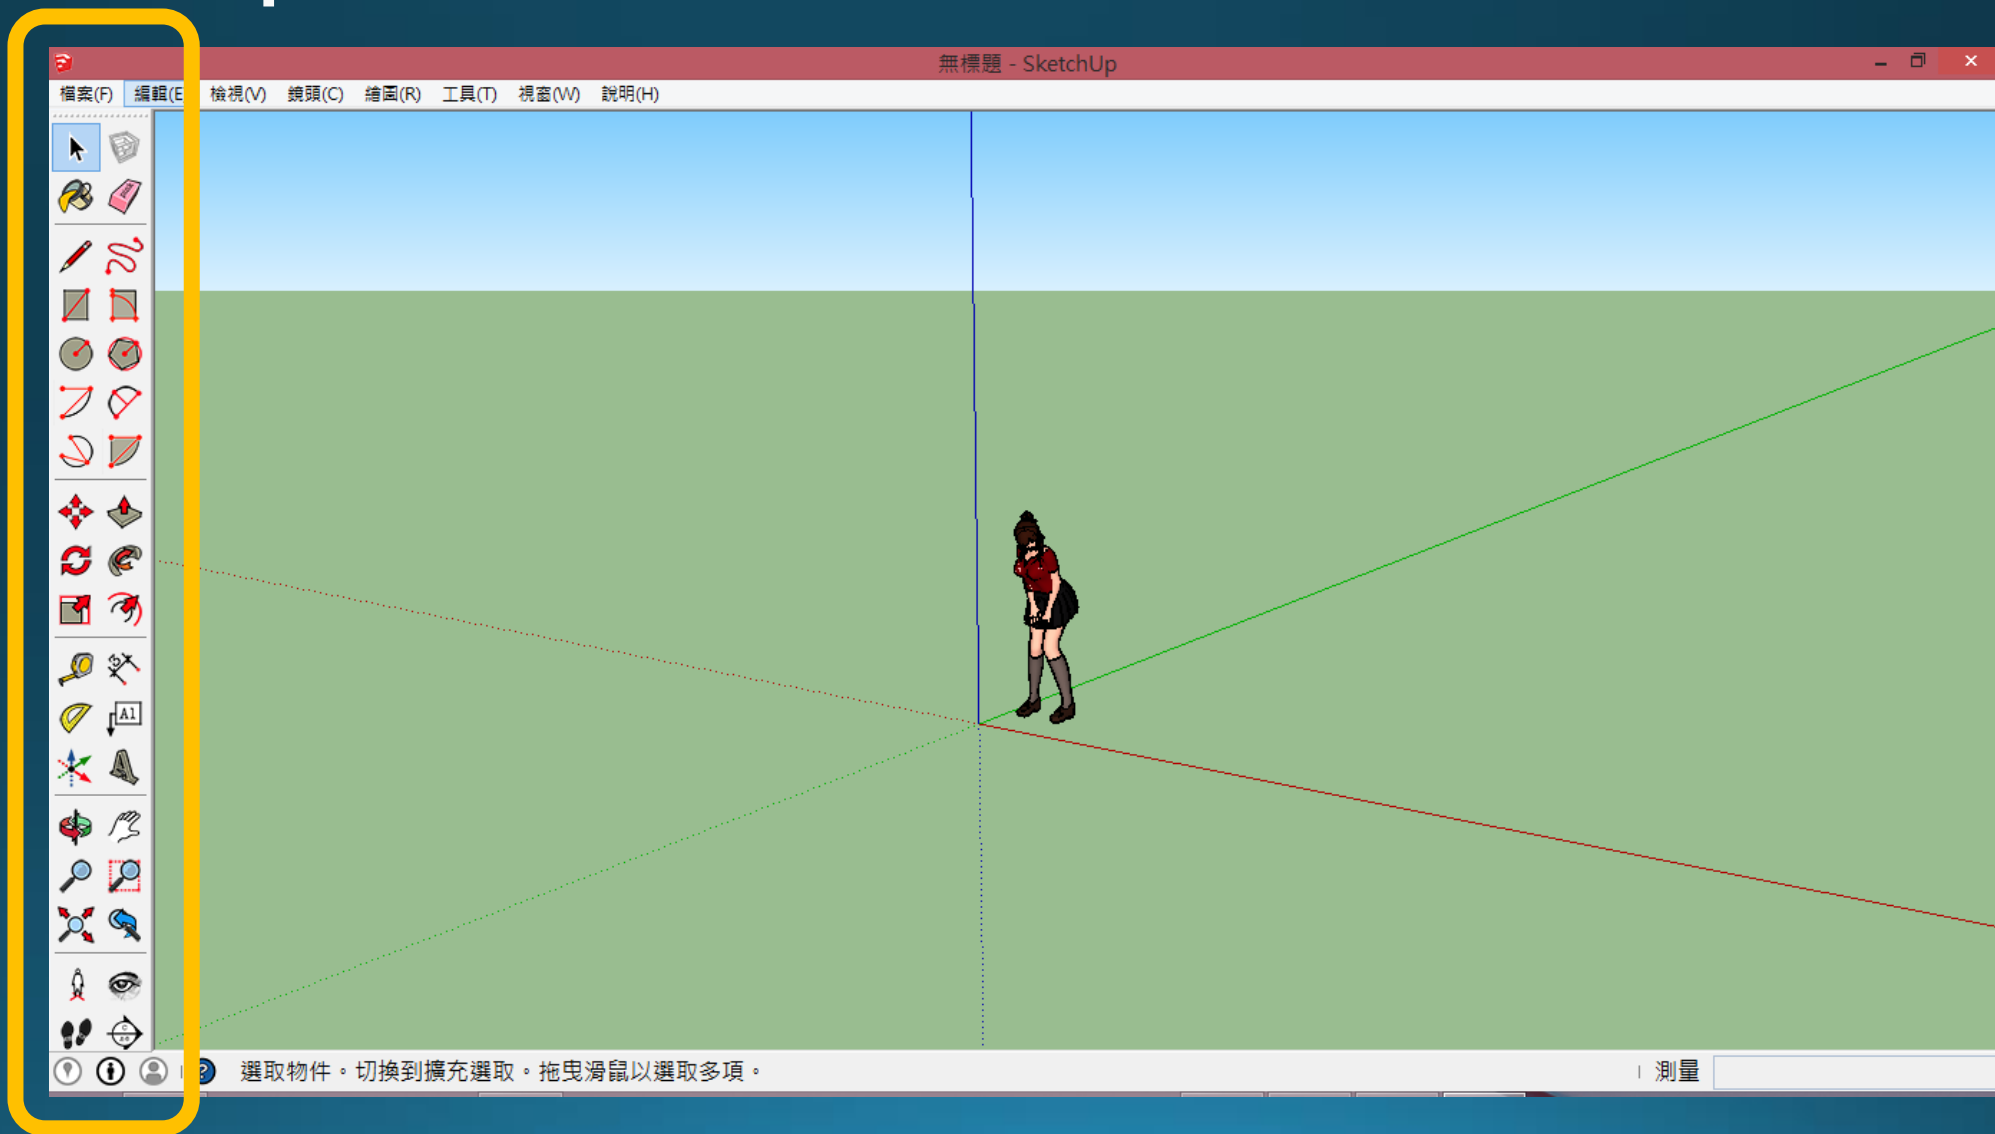 無標題 - SketchUp
檔案(F) 編輯(E 檢視(V) 鏡頭(C) 繪圖(R) 工具(T) 視窗(W) 說明(H)
A1
選取物件。切換到擴充選取。拖曳滑鼠以選取多項。
測量